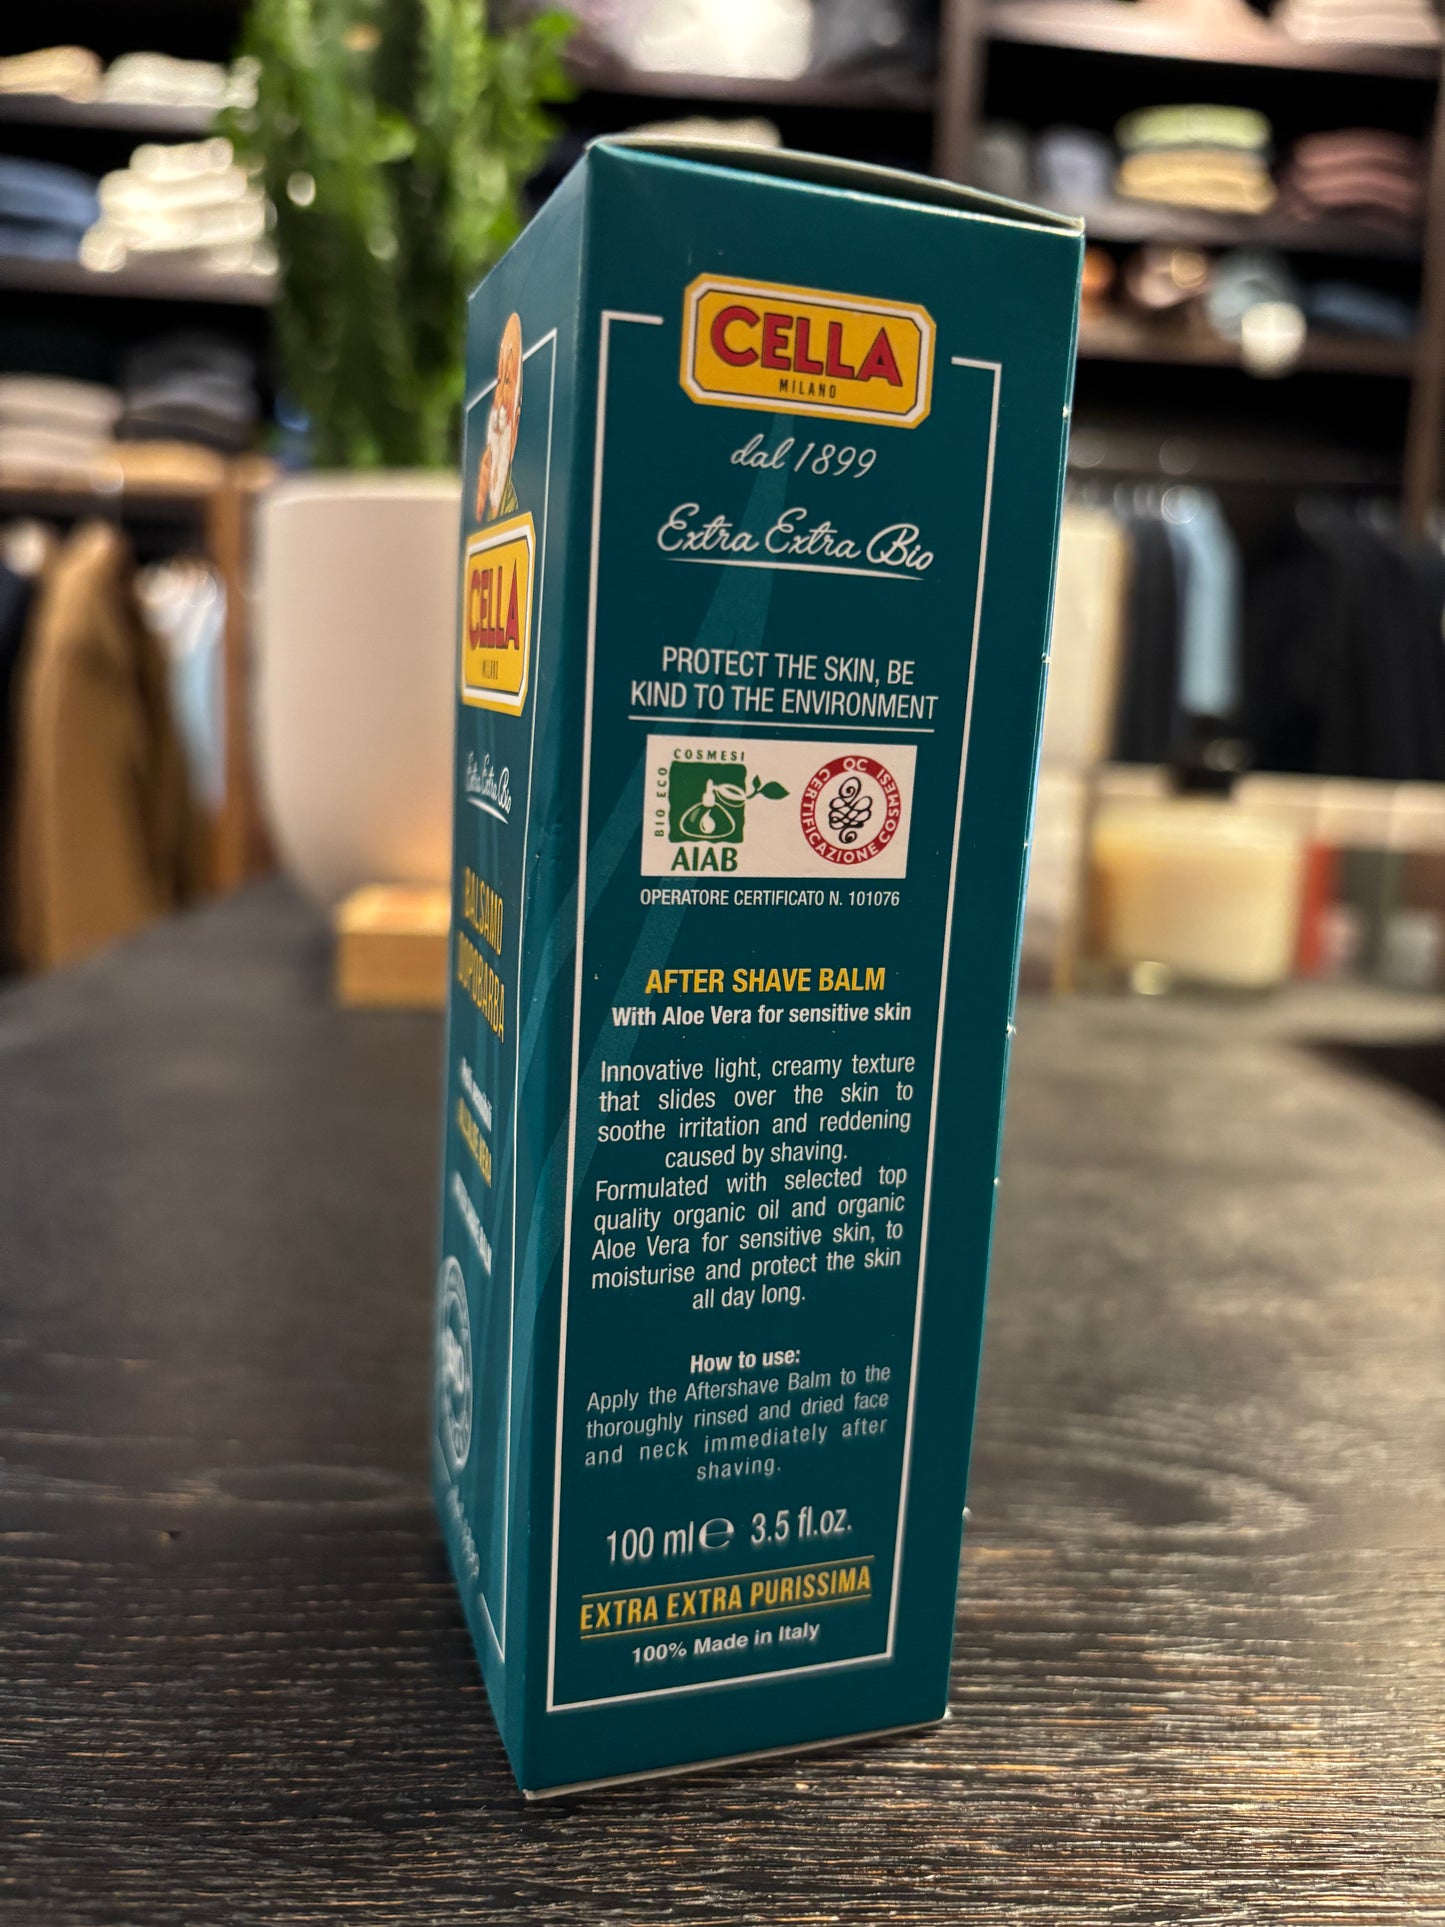 CELLA
MILANO
dal 1899
Extra Extra Bio
PROTECT THE SKIN, BE
KIND TO THE ENVIRONMENT
COSMESI
BIO ECO
AIAB
QC
CERTIFICAZIONE COSMESI
OPERATORE CERTIFICATO N. 101076
AFTER SHAVE BALM
With Aloe Vera for sensitive skin
Innovative light, creamy texture
that slides over the skin to
soothe irritation and reddening
caused by shaving.
Formulated with selected top
quality organic oil and organic
Aloe Vera for sensitive skin, to
moisturise and protect the skin
all day long.
How to use:
Apply the Aftershave Balm to the
thoroughly rinsed and dried face
and neck immediately after
shaving.
100 ml e 3.5 fl.oz.
EXTRA EXTRA PURISSIMA
100% Made in Italy
CELLA
MILANO
Extra Extra Bio
BALSAMO
DOPOBARBA